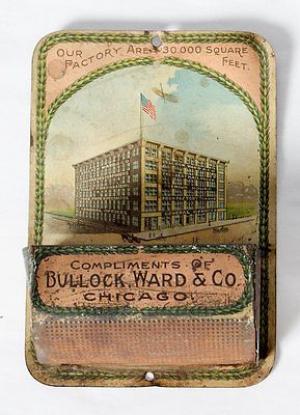 OUR FACTORY AREA 30.000 SQUARE FEET.
COMPLIMENTS OF
BULLOCK, WARD & CO.
CHICAGO